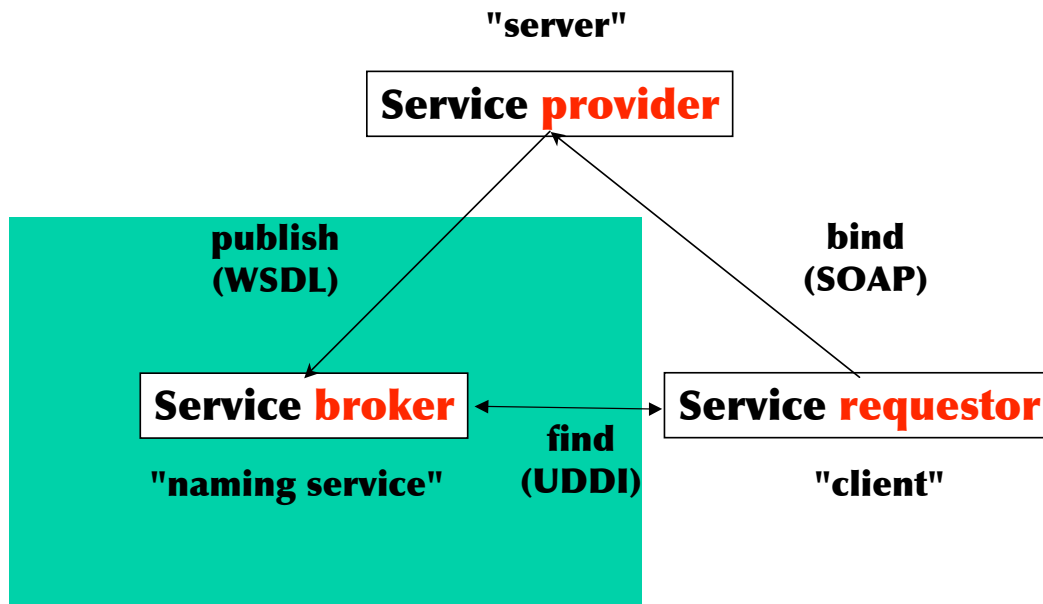 "server"
Service provider
publish
(WSDL)
bind
(SOAP)
Service broker
Service requestor
find
(UDDI)
"naming service"
"client"